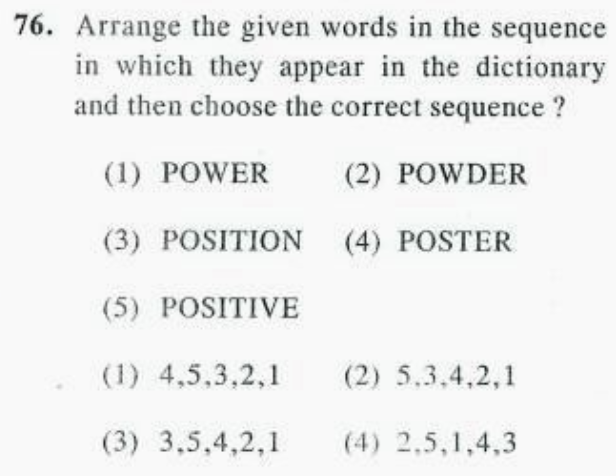 76. Arrange the given words in the sequence
in which they appear in the dictionary
and then choose the correct sequence ?
(1) POWER (2) POWDER
(3) POSITION (4) POSTER
(5) POSITIVE
(1) 4,5,3,2,1 (2) 5,3,4,2,1
(3) 3,5,4,2,1 (4) 2,5,1,4,3